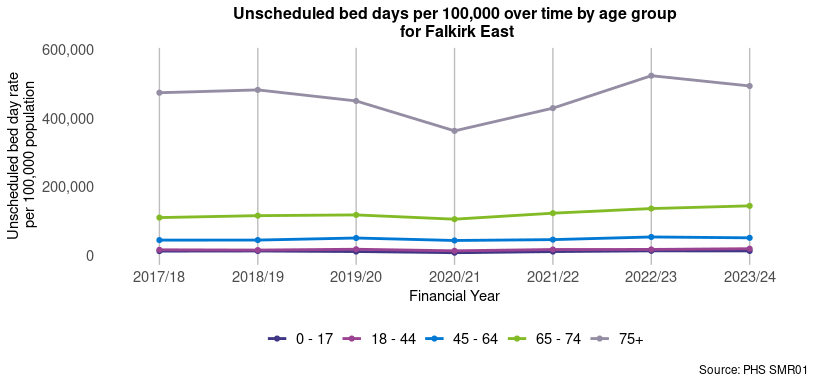 Unscheduled bed days per 100,000 over time by age group
for Falkirk East
Unscheduled bed day rate
per 100,000 population
600,000
400,000
200,000
0
2017/18 2018/19 2019/20 2020/21 2021/22 2022/23 2023/24
Financial Year
0 - 17 18 - 44 45 - 64 65 - 74 75+
Source: PHS SMR01